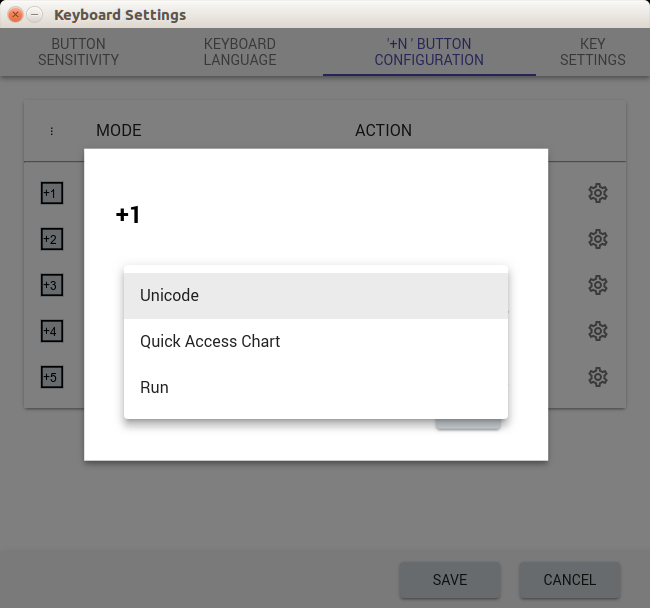 Keyboard Settings
BUTTON
SENSITIVITY
KEYBOARD
LANGUAGE
'+N ' BUTTON
CONFIGURATION
KEY
SETTINGS
MODE
ACTION
+1
+2
+3
+4
+5
+1
Unicode
Quick Access Chart
Run
SAVE
CANCEL